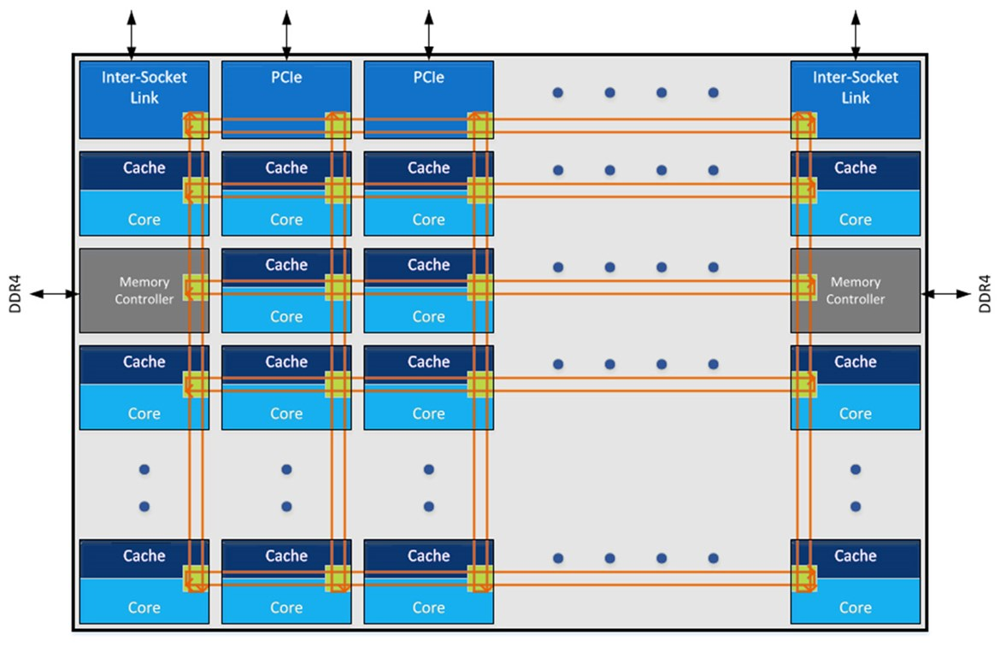 Inter-Socket
Link
PCIe
PCIe
Inter-Socket
Link
Cache
Core
Cache
Core
Cache
Core
Cache
Core
DDR4
Memory
Controller
Cache
Core
Cache
Core
Memory
Controller
DDR4
Cache
Core
Cache
Core
Cache
Core
Cache
Core
Cache
Core
Cache
Core
Cache
Core
Cache
Core